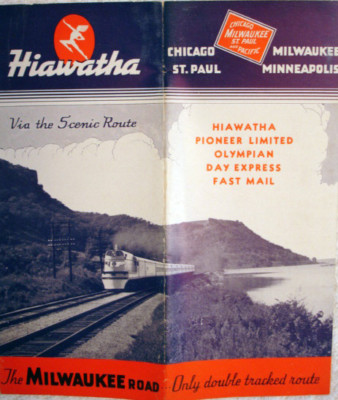 Hiawatha
Via the Scenic Route
CHICAGO
ST. PAUL
CHICAGO
MILWAUKEE
ST. PAUL
AND PACIFIC
MILWAUKEE
MINNEAPOLIS
HIAWATHA
PIONEER LIMITED
OLYMPIAN
DAY EXPRESS
FAST MAIL
The MILWAUKEE ROAD
Only double tracked route